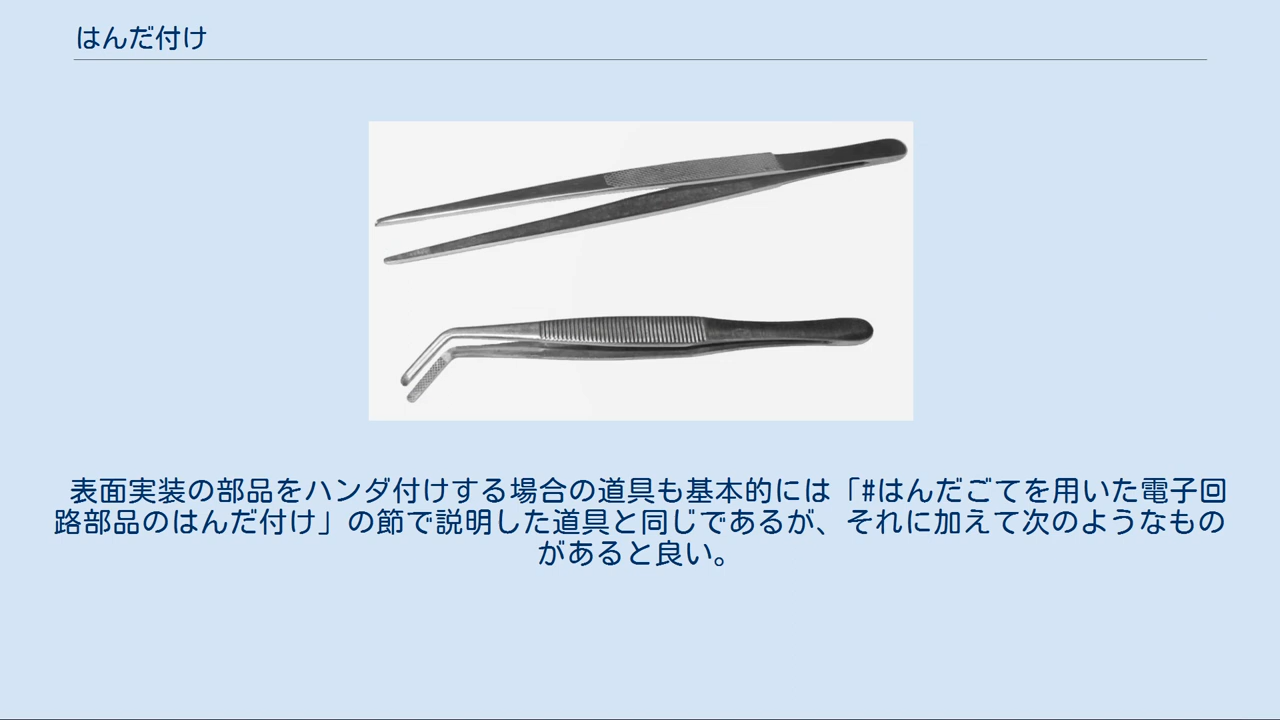 はんだ付け
表面実装の部品をハンダ付けする場合の道具も基本的には「#はんだごてを用いた電子回
路部品のはんだ付け」の節で説明した道具と同じであるが、それに加えて次のようなもの
があると良い。